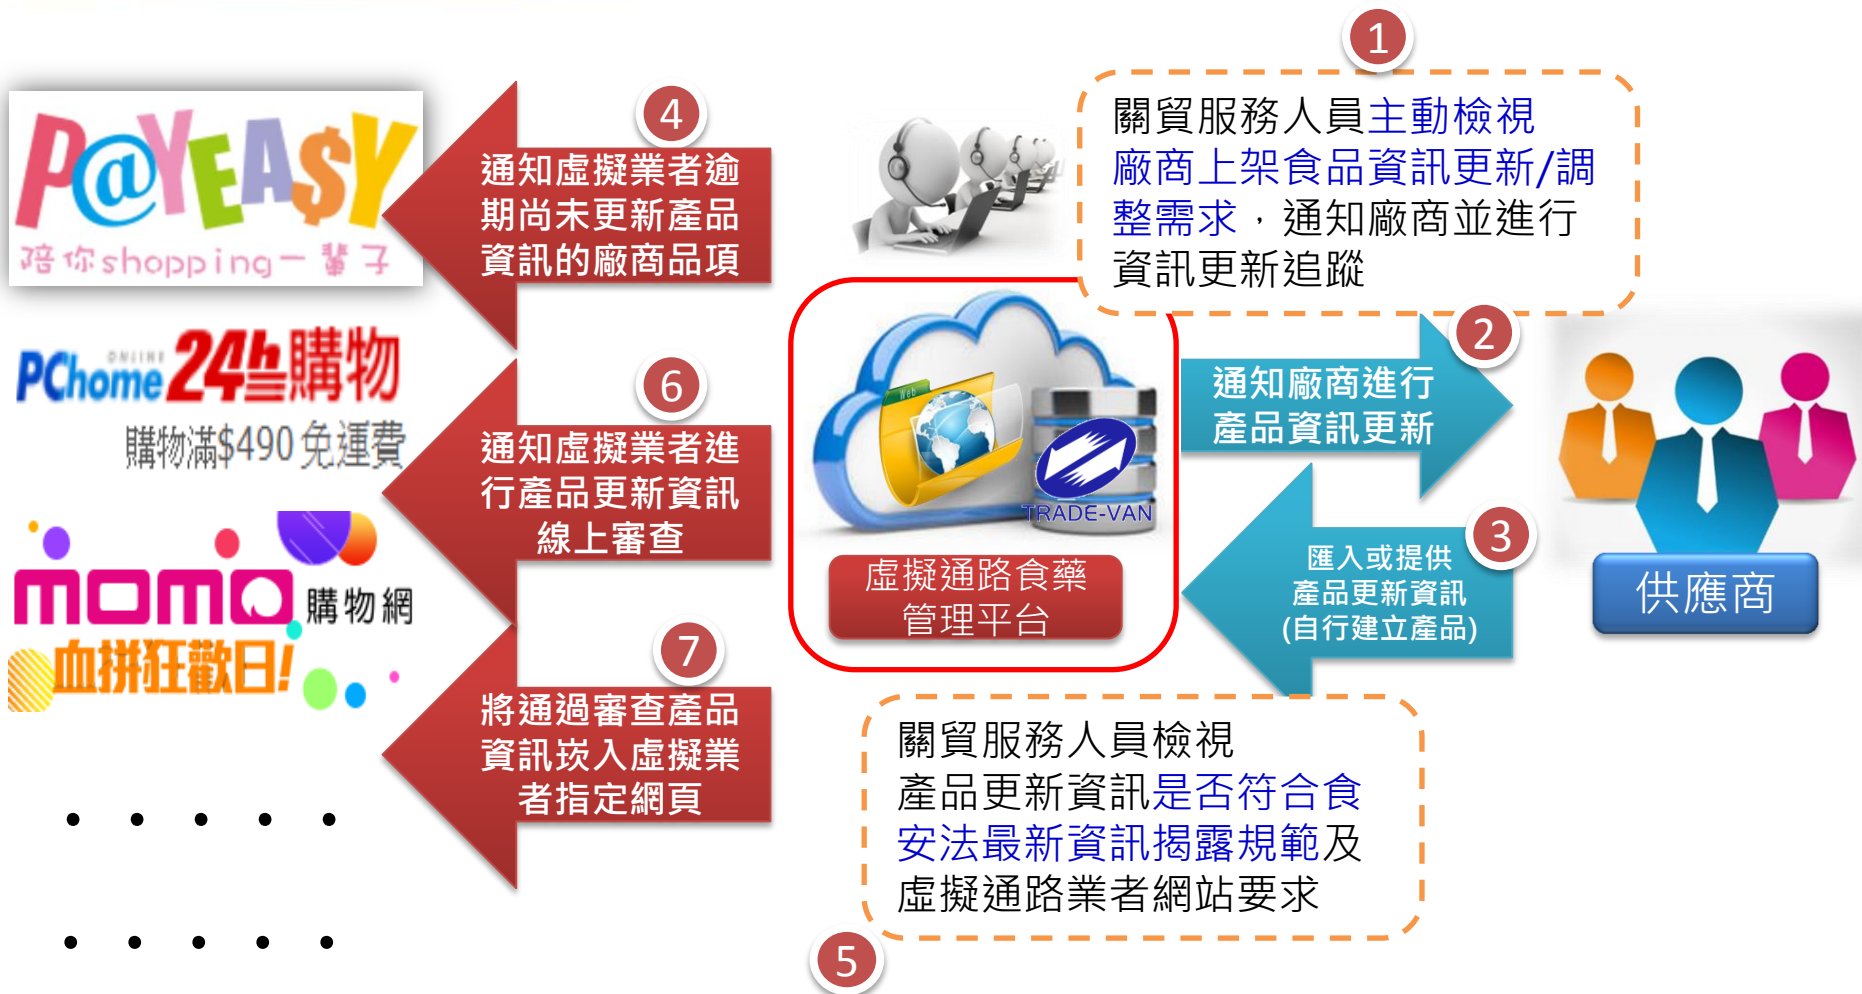 1
關貿服務人員主動檢視
廠商上架食品資訊更新/調
整需求，通知廠商並進行
資訊更新追蹤
P@YEA$Y
陪你shopping一輩子
4
通知虛擬業者逾
期尚未更新產品
資訊的廠商品項
PChome ONLINE 24h購物
購物滿$490 免運費
6
通知虛擬業者進
行產品更新資訊
線上審查
momo購物網
血拼狂歡日!
7
將通過審查產品
資訊崁入虛擬業
者指定網頁
Web
TRADE-VAN
虛擬通路食藥
管理平台
2
通知廠商進行
產品資訊更新
3
匯入或提供
產品更新資訊
(自行建立產品)
供應商
關貿服務人員檢視
產品更新資訊是否符合食
安法最新資訊揭露規範及
虛擬通路業者網站要求
5
. . . . .
. . . . .